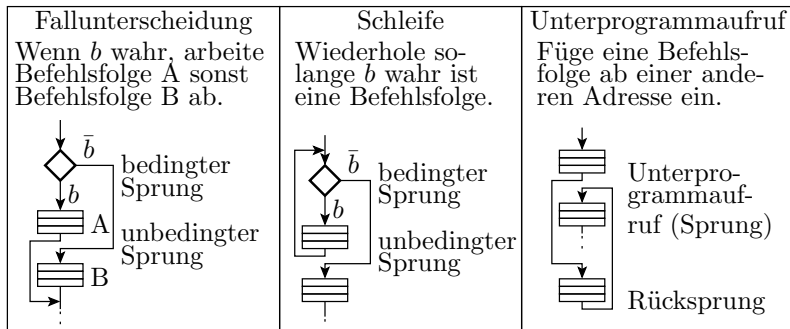 Fallunterscheidung
Wenn b wahr, arbeite
Befehlsfolge A sonst
Befehlsfolge B ab.
b̄
bedingter
Sprung
b
A
unbedingter
Sprung
B
Schleife
Wiederhole so-
lange b wahr ist
eine Befehlsfolge.
b̄
bedingter
Sprung
b
unbedingter
Sprung
Unterprogrammaufruf
Füge eine Befehls-
folge ab einer ande-
ren Adresse ein.
Unterpro-
grammauf-
ruf (Sprung)
Rücksprung